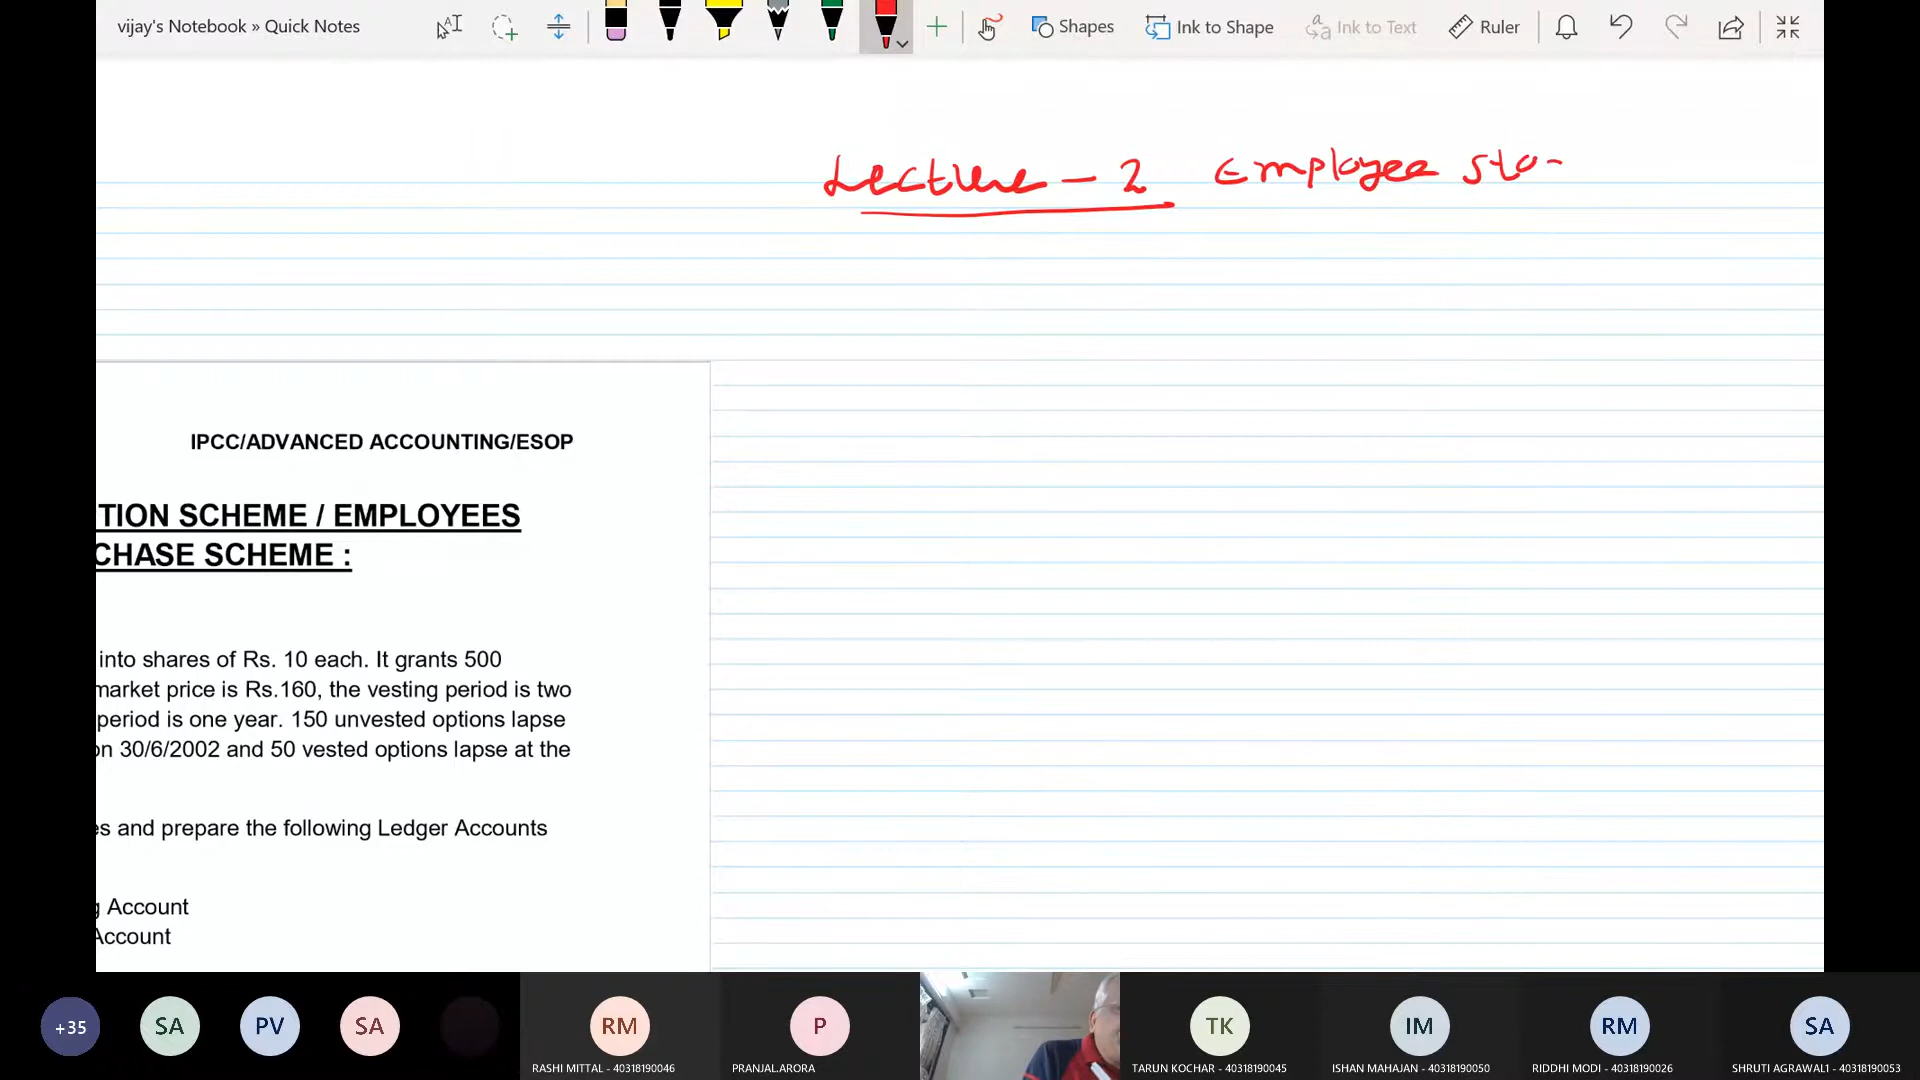 vijay's Notebook » Quick Notes
Shapes
Ink to Shape
Ink to Text
Ruler
Lecture - 2 Employee Sto-
IPCC/ADVANCED ACCOUNTING/ESOP
TION SCHEME / EMPLOYEES
CHASE SCHEME :
into shares of Rs. 10 each. It grants 500
market price is Rs.160, the vesting period is two
period is one year. 150 unvested options lapse
on 30/6/2002 and 50 vested options lapse at the
es and prepare the following Ledger Accounts
g Account
Account
+35
SA
PV
SA
RM
RASHI MITTAL - 40318190046
P
PRANJAL.ARORA
TK
TARUN KOCHAR - 40318190045
IM
ISHAN MAHAJAN - 40318190050
RM
RIDDHI MODI - 40318190026
SA
SHRUTI AGRAWAL1 - 40318190053